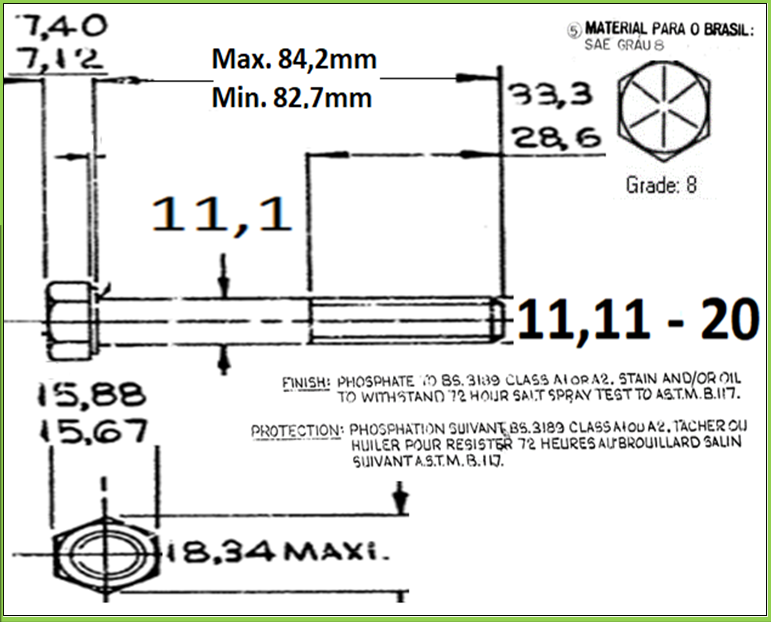 7,40
7,12
Max. 84,2mm
Min. 82,7mm
33,3
28,6
⑤ MATERIAL PARA O BRASIL:
SAE GRÁU 8
Grade: 8
11,1
11,11 - 20
15,88
15,67
FINISH: PHOSPHATE TO BS.3189 CLASS A1 OR A2. STAIN AND/OR OIL
TO WITHSTAND 72 HOUR SALT SPRAY TEST TO A.S.T.M.B.117.
PROTECTION: PHOSPHATION SUIVANT BS.3189 CLASS A1 OU A2, TACHER OU
HUILER POUR RESISTER 72 HEURES AU BROUILLARD SALIN
SUIVANT A.S.T.M. B.117.
18,34 MAXI.